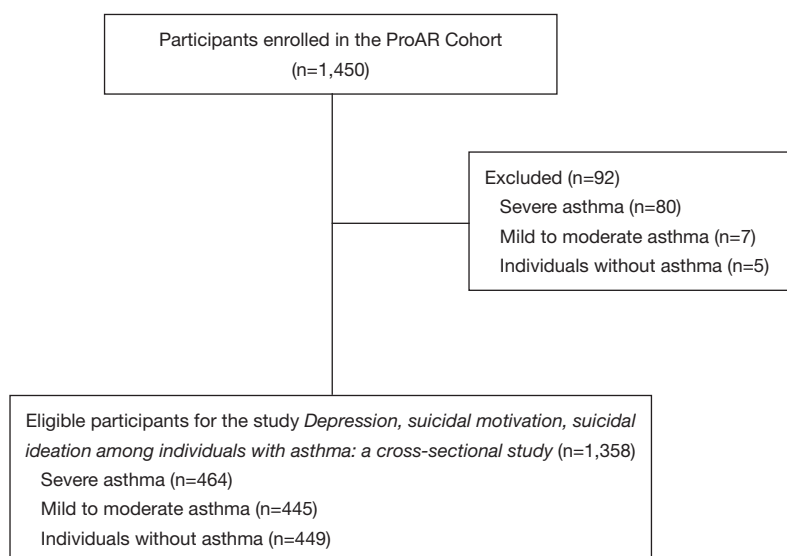 Participants enrolled in the ProAR Cohort
(n=1,450)
Excluded (n=92)
Severe asthma (n=80)
Mild to moderate asthma (n=7)
Individuals without asthma (n=5)
Eligible participants for the study Depression, suicidal motivation, suicidal
ideation among individuals with asthma: a cross-sectional study (n=1,358)
Severe asthma (n=464)
Mild to moderate asthma (n=445)
Individuals without asthma (n=449)